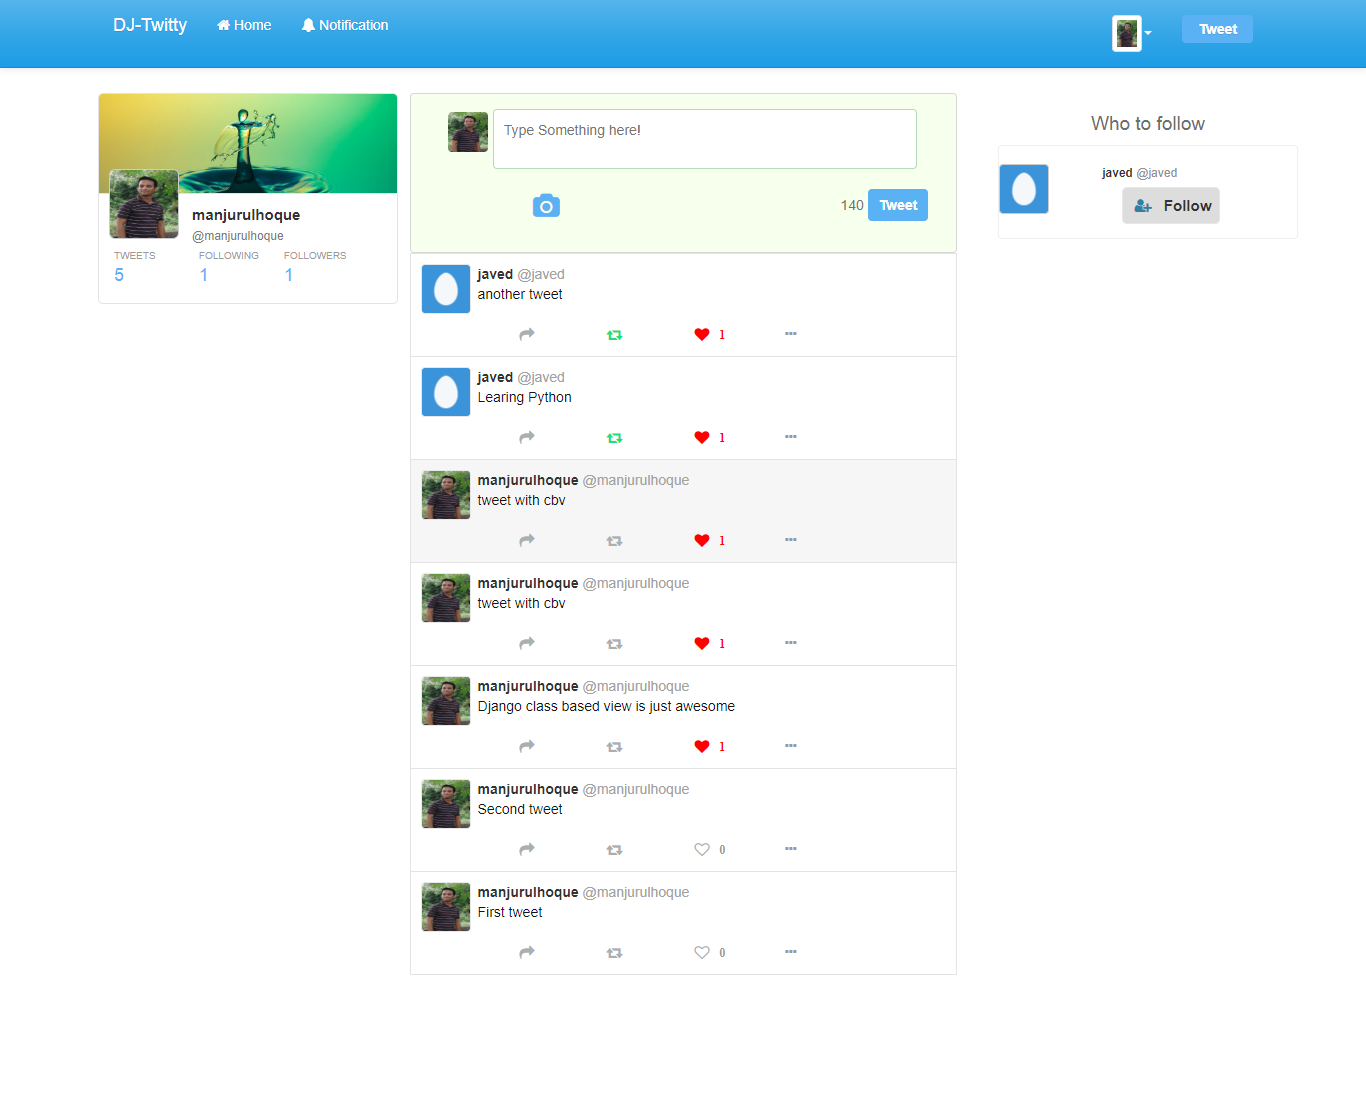 DJ-Twitty Home Notification Tweet
manjurulhoque
@manjurulhoque
TWEETS FOLLOWING FOLLOWERS
5 1 1
Type Something here!
140 Tweet
javed @javed
another tweet
1
javed @javed
Learing Python
1
manjurulhoque @manjurulhoque
tweet with cbv
1
manjurulhoque @manjurulhoque
tweet with cbv
1
manjurulhoque @manjurulhoque
Django class based view is just awesome
1
manjurulhoque @manjurulhoque
Second tweet
0
manjurulhoque @manjurulhoque
First tweet
0
Who to follow
javed @javed
Follow